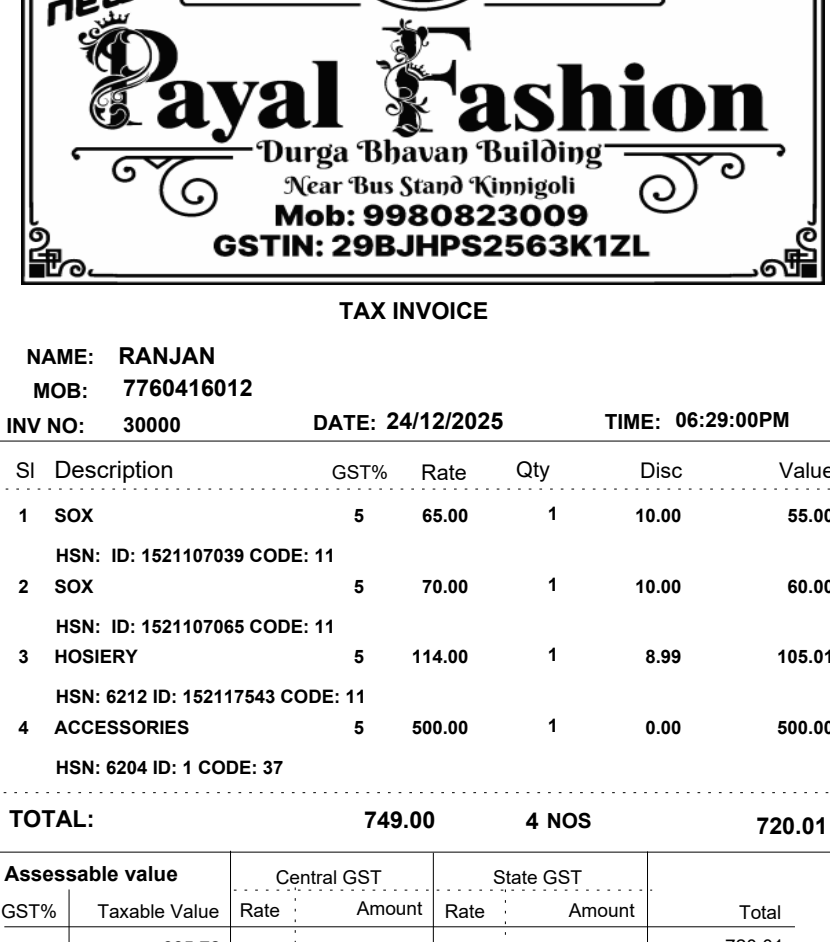 new
Payal Fashion
Durga Bhavan Building
Near Bus Stand Kinnigoli
Mob: 9980823009
GSTIN: 29BJHPS2563K1ZL
TAX INVOICE
NAME: RANJAN
MOB: 7760416012
INV NO: 30000 DATE: 24/12/2025 TIME: 06:29:00PM
Sl Description GST% Rate Qty Disc Value
1 SOX 5 65.00 1 10.00 55.00
HSN: ID: 1521107039 CODE: 11
2 SOX 5 70.00 1 10.00 60.00
HSN: ID: 1521107065 CODE: 11
3 HOSIERY 5 114.00 1 8.99 105.01
HSN: 6212 ID: 152117543 CODE: 11
4 ACCESSORIES 5 500.00 1 0.00 500.00
HSN: 6204 ID: 1 CODE: 37
TOTAL: 749.00 4 NOS 720.01
Assessable value Central GST State GST
GST% Taxable Value Rate Amount Rate Amount Total